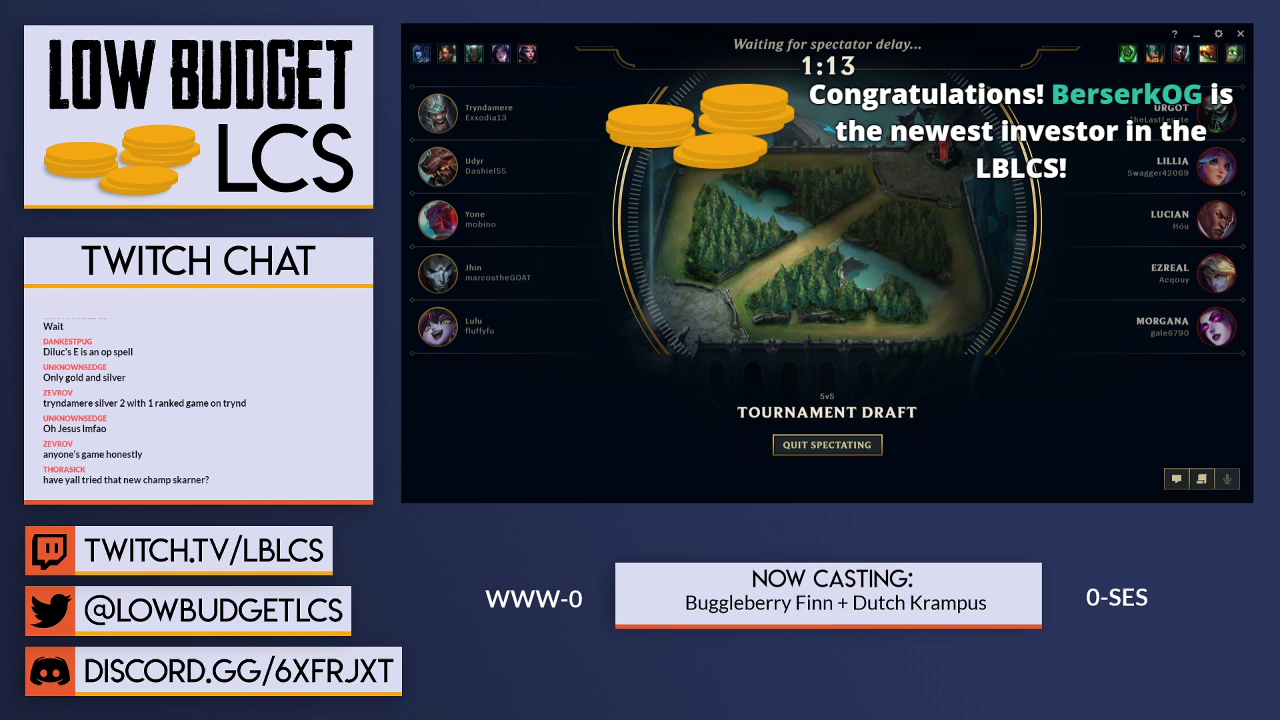 LOW BUDGET
LCS
TWITCH CHAT
Wait
DANKESTPUG
Diluc's E is an op spell
UNKNOWNSEDGE
Only gold and silver
ZEVROV
tryndamere silver 2 with 1 ranked game on trynd
UNKNOWNSEDGE
Oh Jesus lmfao
ZEVROV
anyone's game honestly
THORASICK
have yall tried that new champ skarner?
TWITCH.TV/LBLCS
@LOWBUDGETLCS
DISCORD.GG/6XFRJXT
Waiting for spectator delay...
1:13
Congratulations! BerserkOG is
the newest investor in the
LBLCS!
Tryndamere
Exxodia13
Udyr
Dashiel55
Yone
mobino
Jhin
marcostheGOAT
Lulu
fluffyfu
URGOT
LILLIA
Swagger42069
LUCIAN
Hóu
EZREAL
Acqouy
MORGANA
gale6790
5v5
TOURNAMENT DRAFT
QUIT SPECTATING
WWW-0
NOW CASTING:
Buggleberry Finn + Dutch Krampus
0-SES